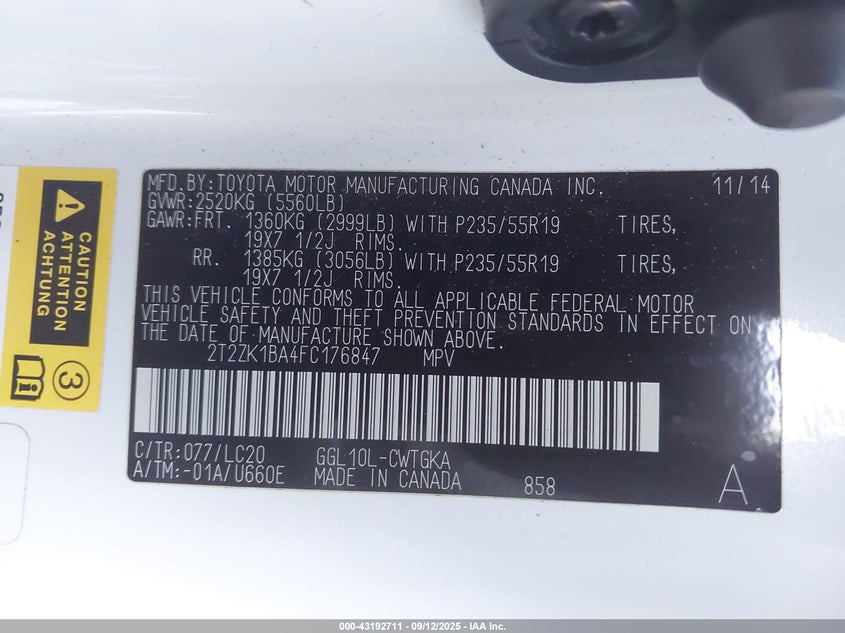 MFD.BY:TOYOTA MOTOR MANUFACTURING CANADA INC. 11/14
GVWR:2520KG (5560LB)
GAWR:FRT. 1360KG (2999LB) WITH P235/55R19 TIRES,
19X7 1/2J RIMS.
RR. 1385KG (3056LB) WITH P235/55R19 TIRES,
19X7 1/2J RIMS.
THIS VEHICLE CONFORMS TO ALL APPLICABLE FEDERAL MOTOR
VEHICLE SAFETY AND THEFT PREVENTION STANDARDS IN EFFECT ON
THE DATE OF MANUFACTURE SHOWN ABOVE.
2T2ZK1BA4FC176847 MPV
C/TR:077/LC20 GGL10L-CWTGKA
A/TM:-01A/U660E MADE IN CANADA 858 A
CAUTION
ATTENTION
ACHTUNG
3
000-43192711 - 09/12/2025 - IAA Inc.